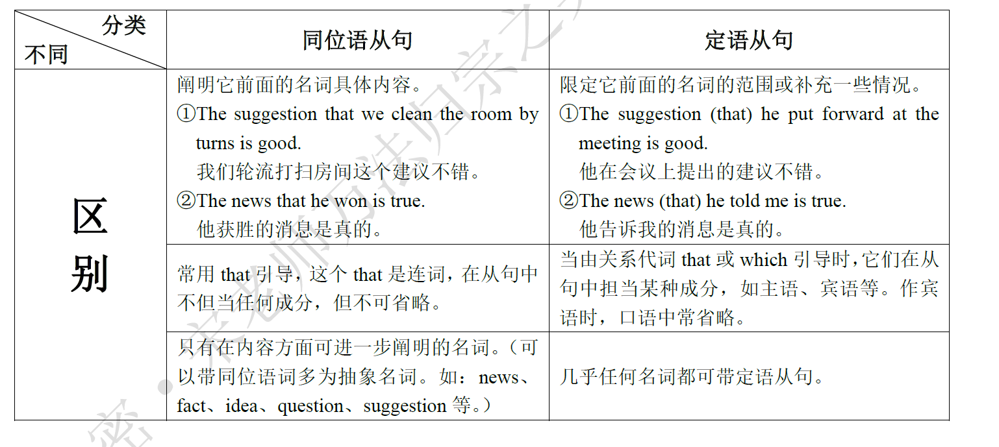 分类
不同
同位语从句
定语从句
区
别
阐明它前面的名词具体内容。
①The suggestion that we clean the room by
turns is good.
我们轮流打扫房间这个建议不错。
②The news that he won is true.
他获胜的消息是真的。
限定它前面的名词的范围或补充一些情况。
①The suggestion (that) he put forward at the
meeting is good.
他在会议上提出的建议不错。
②The news (that) he told me is true.
他告诉我的消息是真的。
常用 that 引导，这个 that 是连词，在从句中
不但当任何成分，但不可省略。
当由关系代词 that 或 which 引导时，它们在从
句中担当某种成分，如主语、宾语等。作宾
语时，口语中常省略。
只有在内容方面可进一步阐明的名词。（可
以带同位语词多为抽象名词。如：news、
fact、idea、question、suggestion 等。）
几乎任何名词都可带定语从句。
密·宋老师万法归宗之